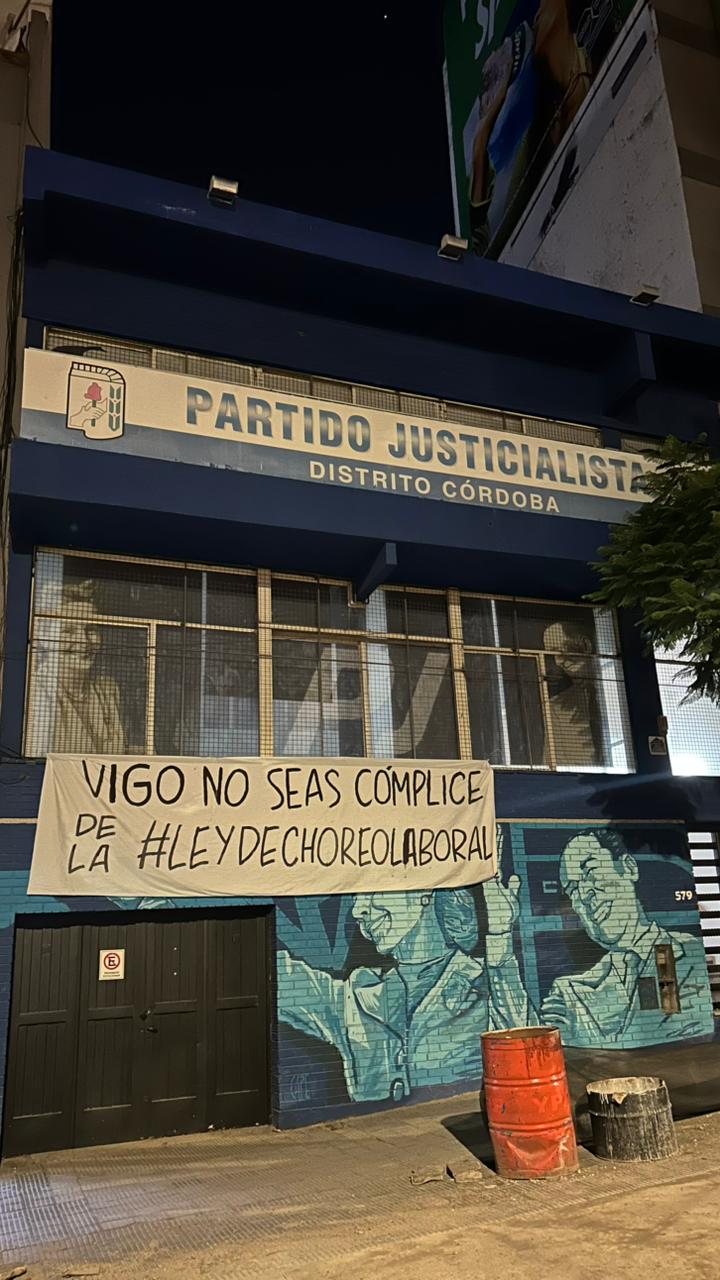 PARTIDO JUSTICIALISTA
DISTRITO CÓRDOBA
VIGO NO SEAS CÓMPLICE
DE LA #LEYDECHOREOLABORAL
579
E